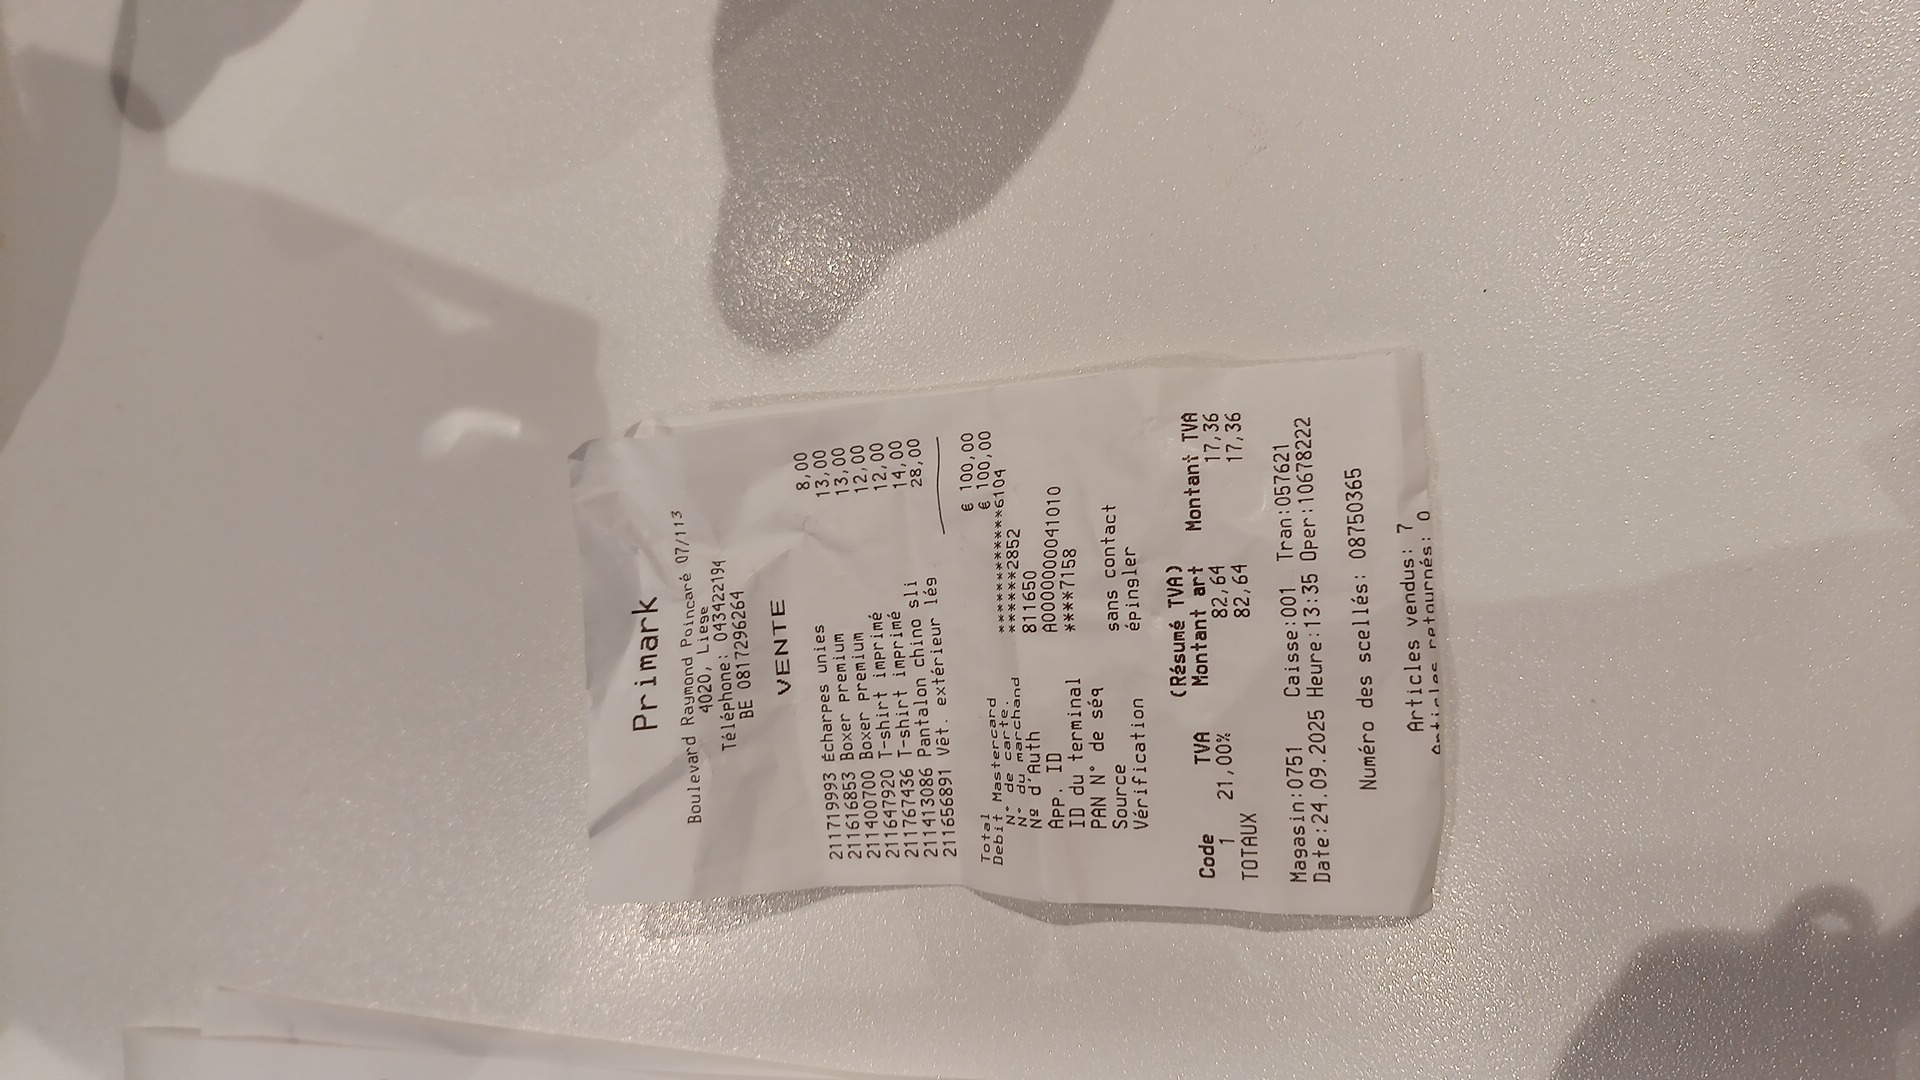 Primark
Boulevard Raymond Poincaré 07/113
4020, Liege
Téléphone: 043422194
BE 0817296264
VENTE
211719993 Écharpes unies 8,00
211616853 Boxer premium 13,00
211400700 Boxer premium 13,00
211647920 T-shirt imprimé 12,00
211767436 T-shirt imprimé 12,00
211413086 Pantalon chino sli 14,00
211656891 Vêt. extérieur lég 28,00
Total € 100,00
Debit Mastercard € 100,00
N° de carte. ************6104
N° du marchand ******2852
Nº d'Auth 811650
APP. ID A0000000041010
ID du terminal ****7158
PAN N° de séq
Source sans contact
Vérification épingler
(Résumé TVA)
Code TVA Montant art Montant TVA
1 21,00% 82,64 17,36
TOTAUX 82,64 17,36
Magasin:0751 Caisse:001 Tran:057621
Date:24.09.2025 Heure:13:35 Oper:10678222
Numéro des scellés: 08750365
Articles vendus: 7
Articles retournés: 0